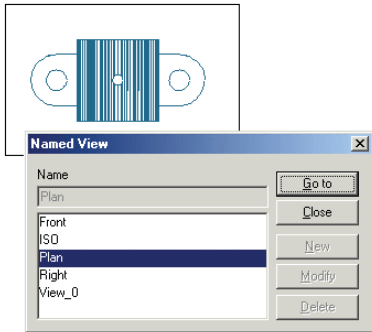 Named View
Name
Plan
Front
ISO
Plan
Right
View_0
Go to
Close
New
Modify
Delete